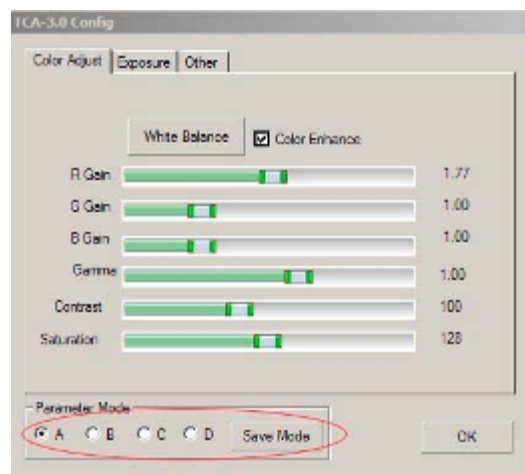 TCA-3.0 Config
Color Adjust Exposure Other
White Balance Color Enhance
R Gain 1.77
G Gain 1.00
B Gain 1.00
Gamma 1.00
Contrast 100
Saturation 128
Parameter Mode
A B C D Save Mode OK